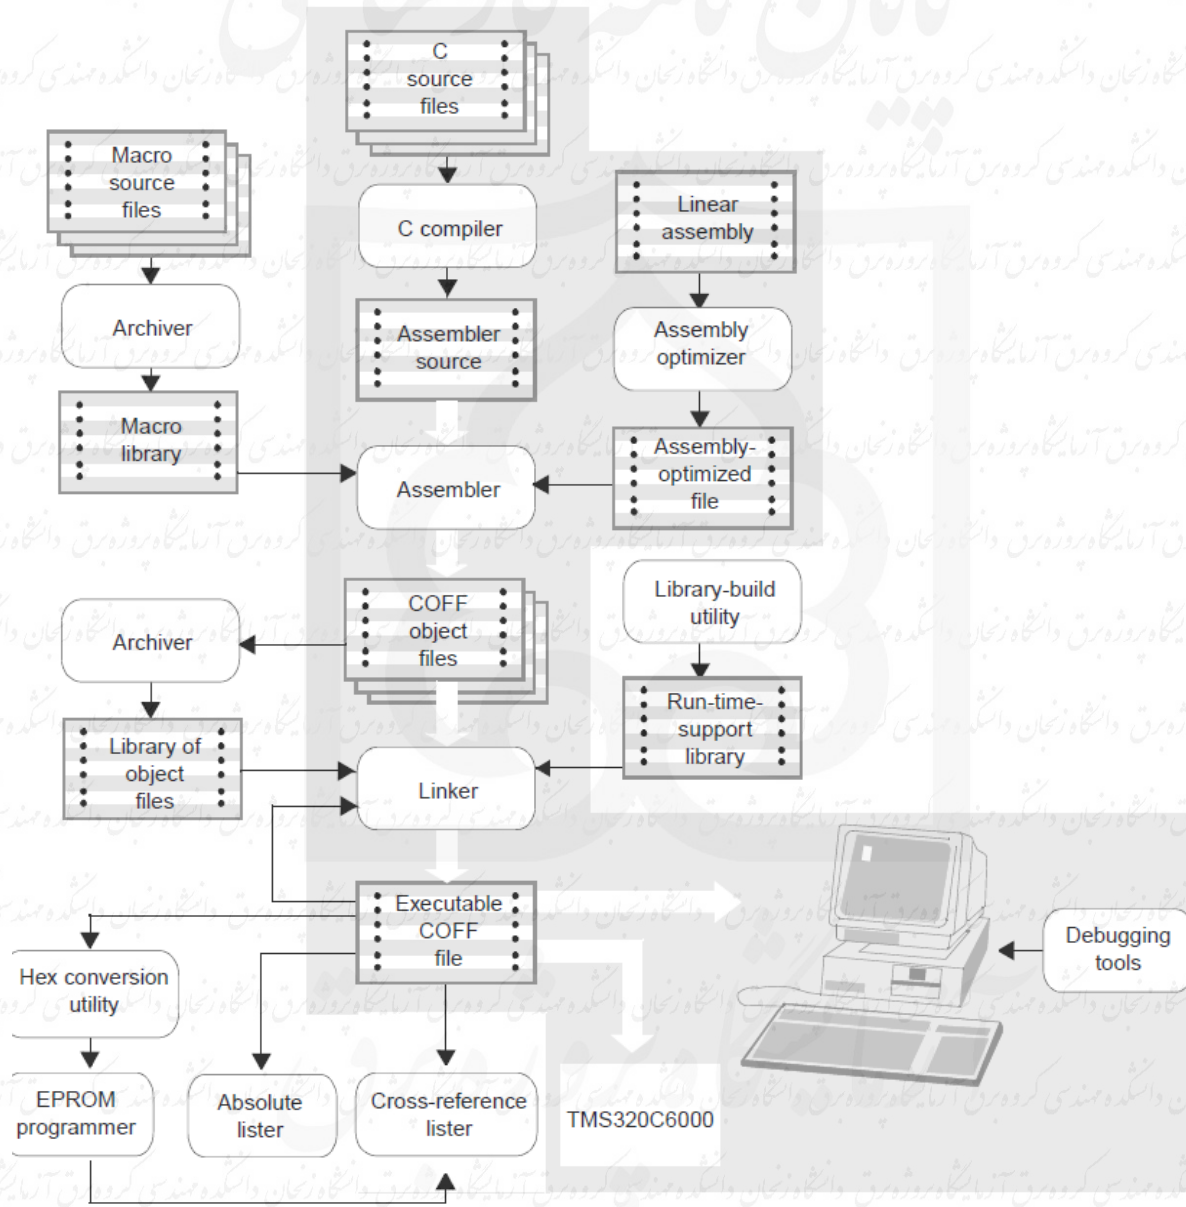 C
source
files
Macro
source
files
C compiler
Linear
assembly
Archiver
Assembler
source
Assembly
optimizer
Macro
library
Assembler
Assembly-
optimized
file
Archiver
COFF
object
files
Library-build
utility
Library of
object
files
Linker
Run-time-
support
library
Executable
COFF
file
Debugging
tools
Hex conversion
utility
EPROM
programmer
Absolute
lister
Cross-reference
lister
TMS320C6000